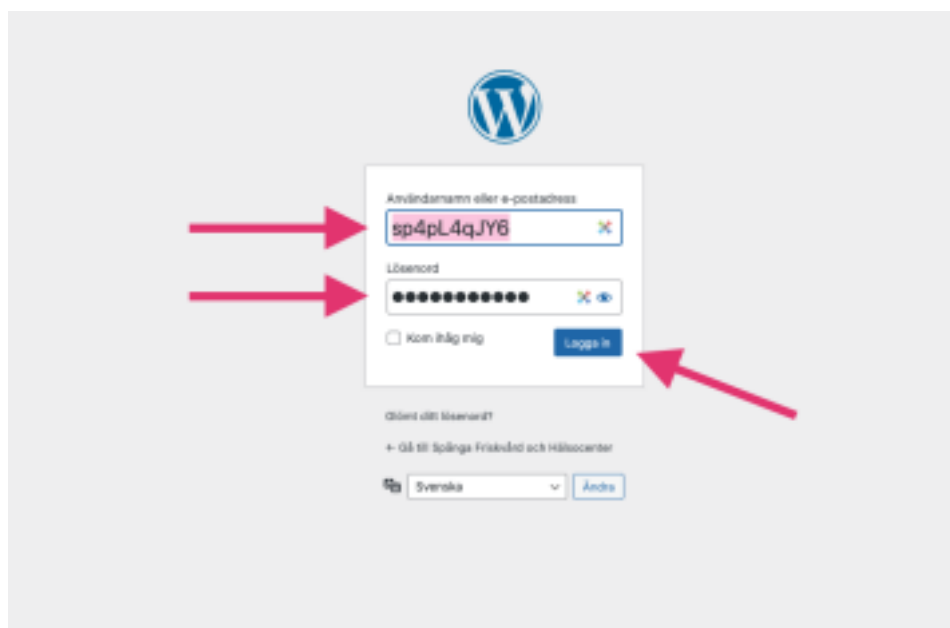 Användarnamn eller e-postadress
sp4pL4qJY6
Lösenord
Kom ihåg mig
Logga in
Glömt ditt lösenord?
← Gå till Spånga Friskvård och Hälsocenter
Svenska
Ändra